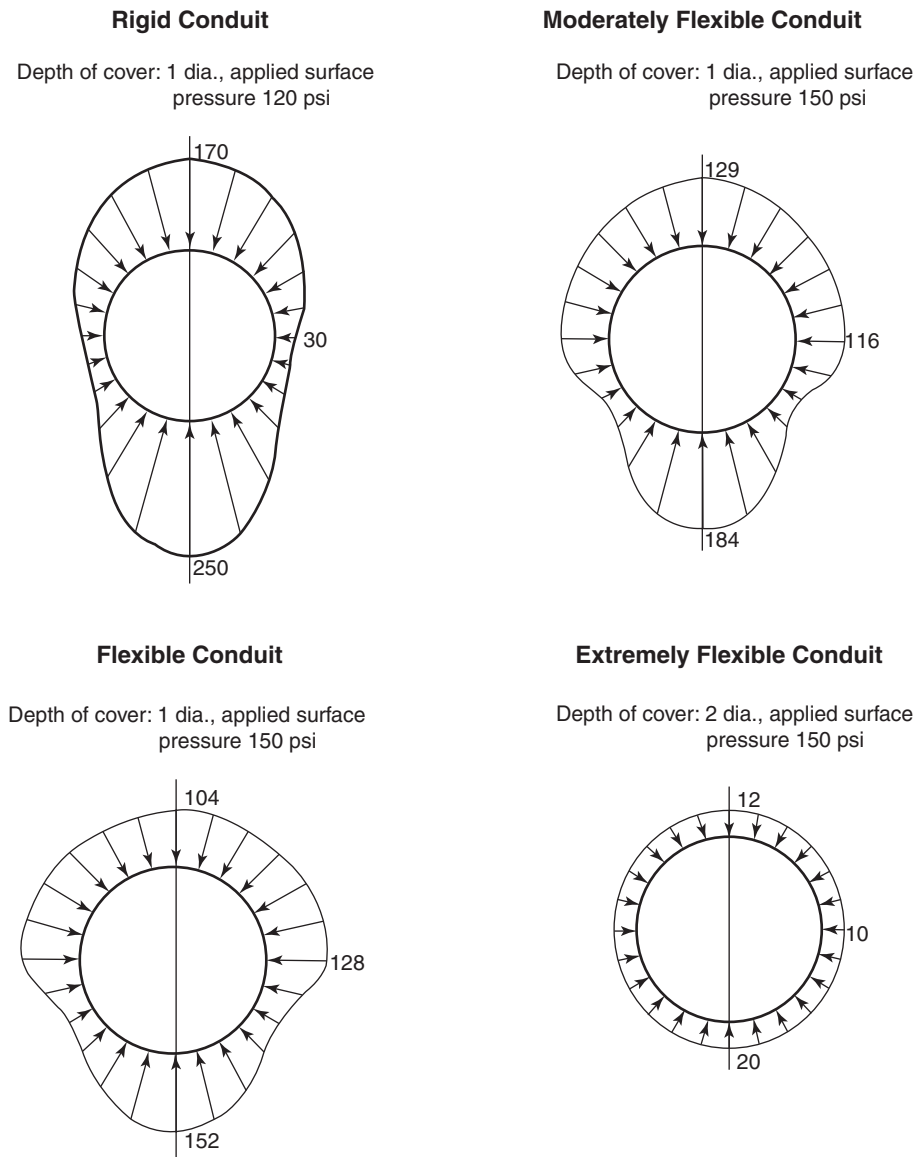 Rigid Conduit
Depth of cover: 1 dia., applied surface
pressure 120 psi
170
30
250
Moderately Flexible Conduit
Depth of cover: 1 dia., applied surface
pressure 150 psi
129
116
184
Flexible Conduit
Depth of cover: 1 dia., applied surface
pressure 150 psi
104
128
152
Extremely Flexible Conduit
Depth of cover: 2 dia., applied surface
pressure 150 psi
12
10
20